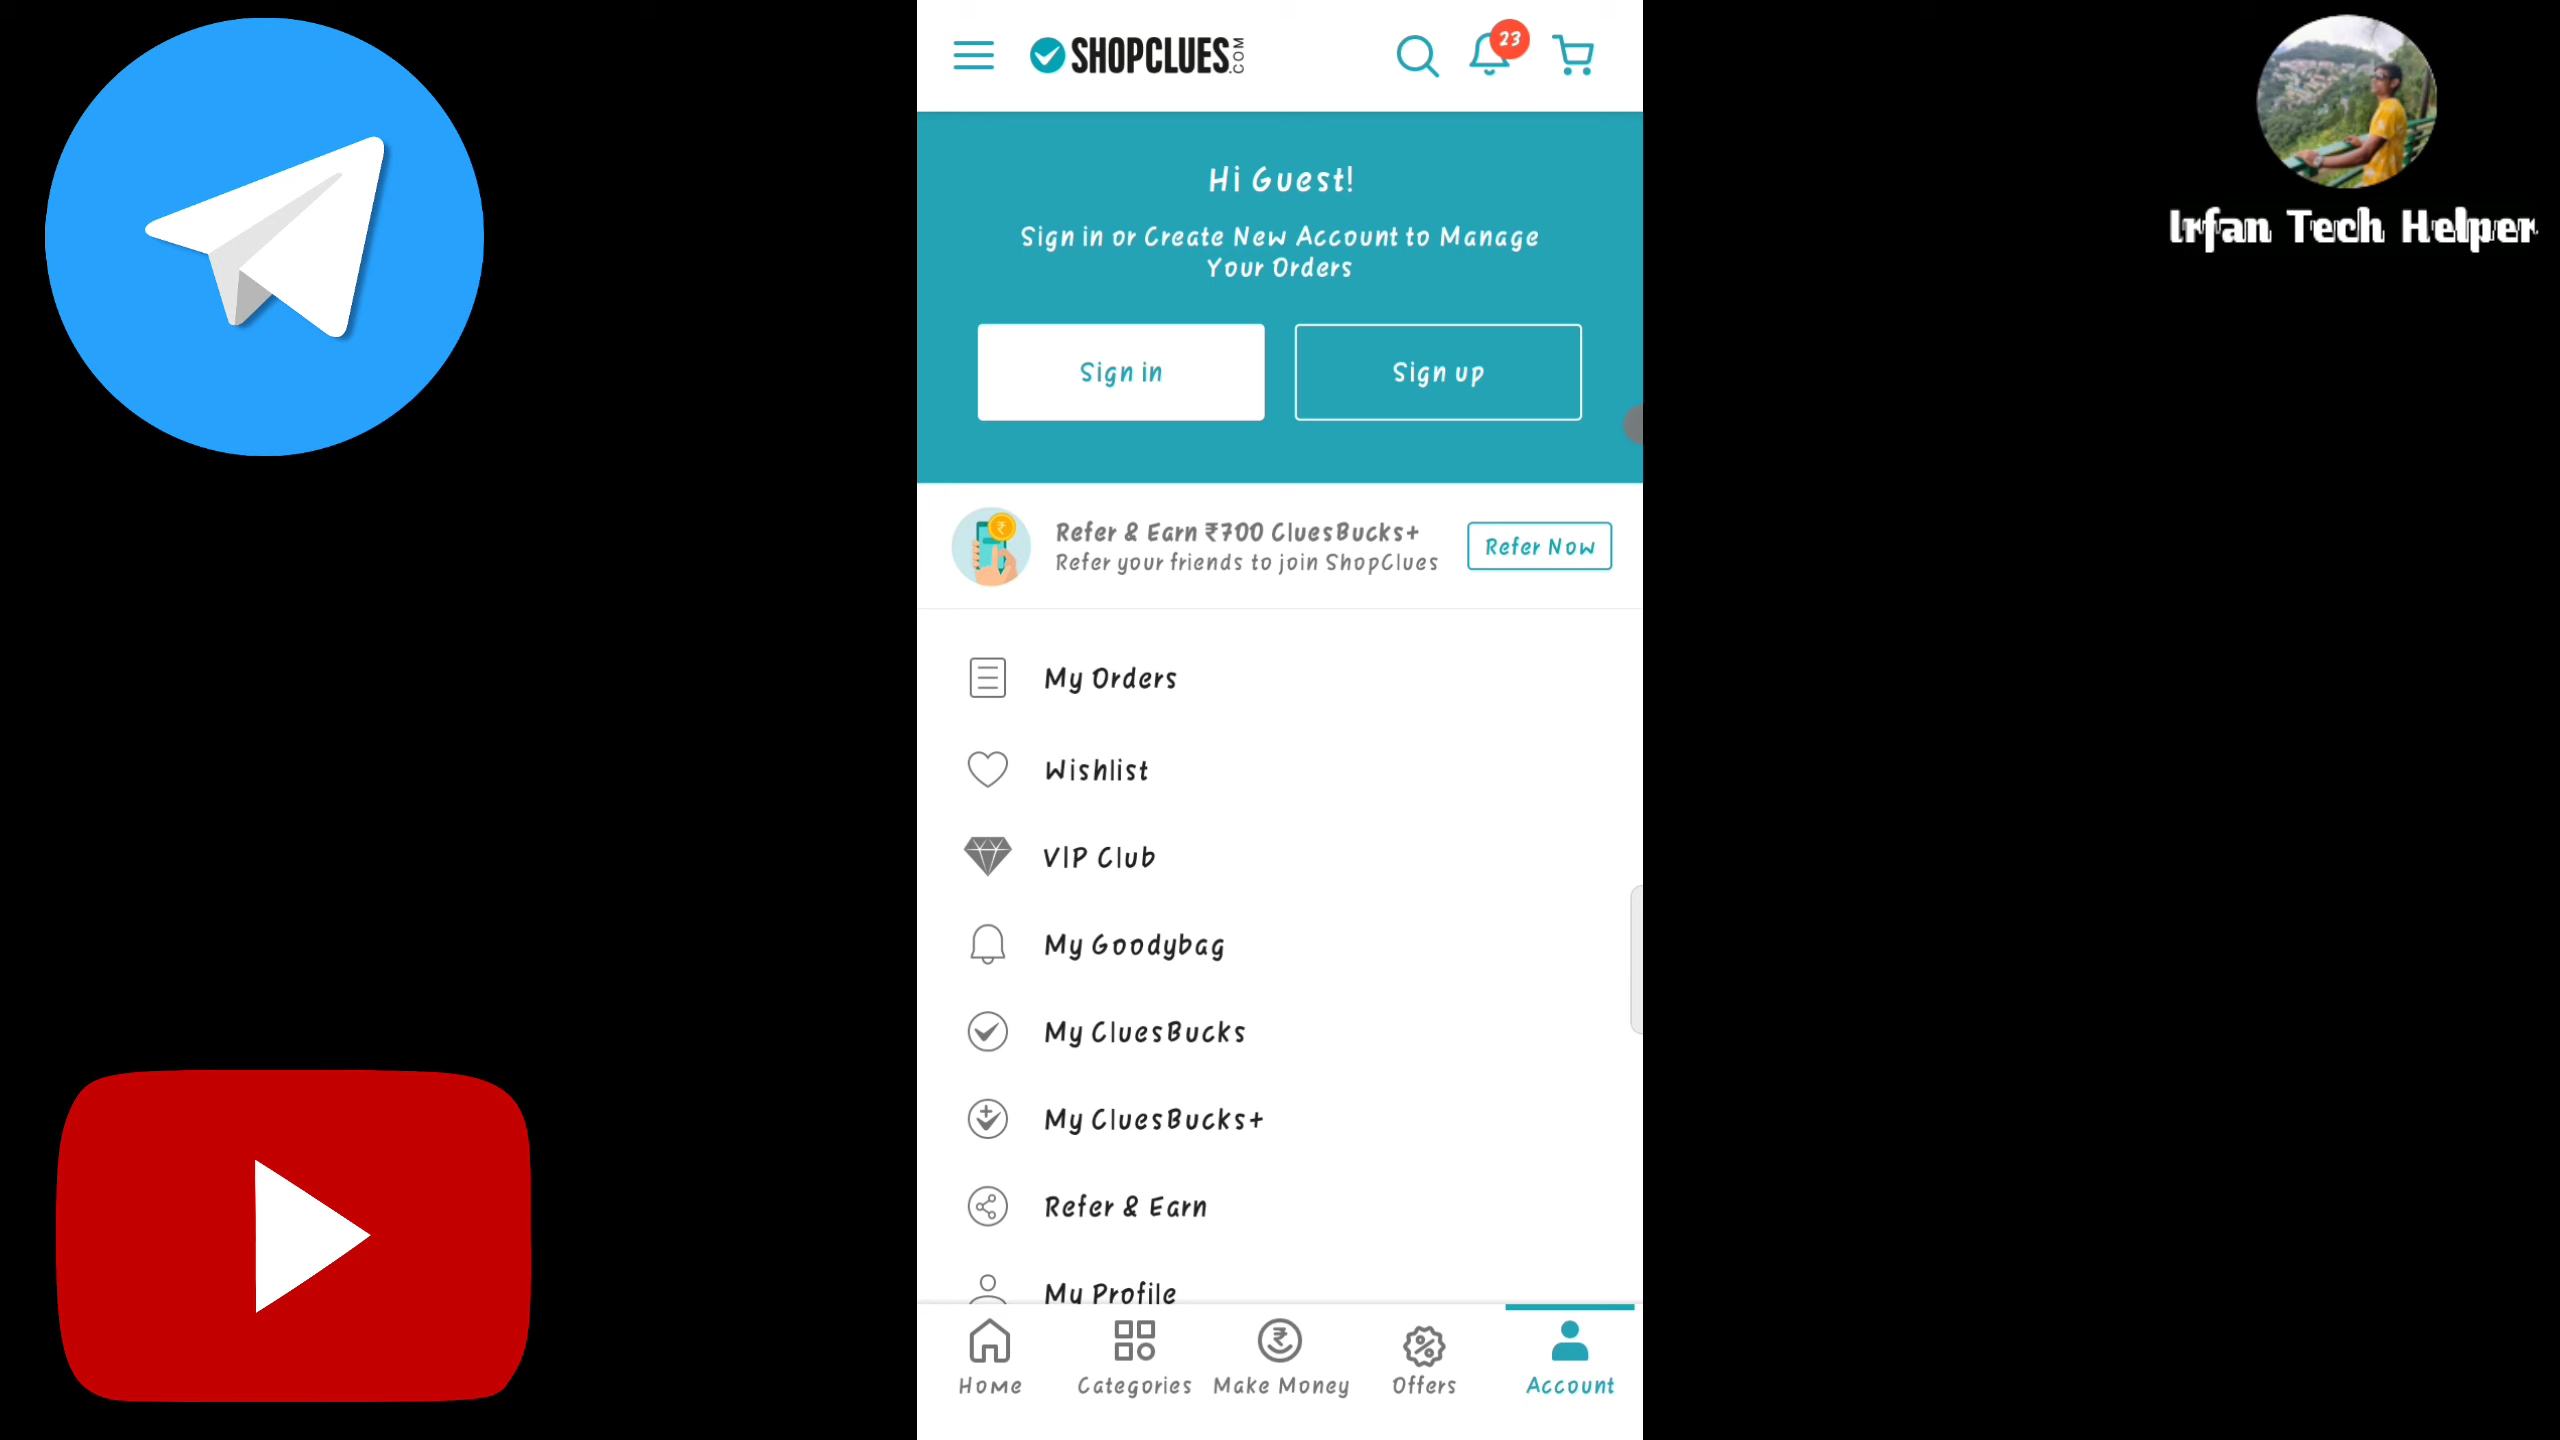 SHOPCLUES.COM
23
Irfan Tech Helper
Hi Guest!
Sign in or Create New Account to Manage
Your Orders
Sign in
Sign up
Refer & Earn ₹700 CluesBucks+
Refer your friends to join ShopClues
Refer Now
My Orders
Wishlist
VIP Club
My Goodybag
My CluesBucks
My CluesBucks+
Refer & Earn
My Profile
Home
Categories
Make Money
Offers
Account